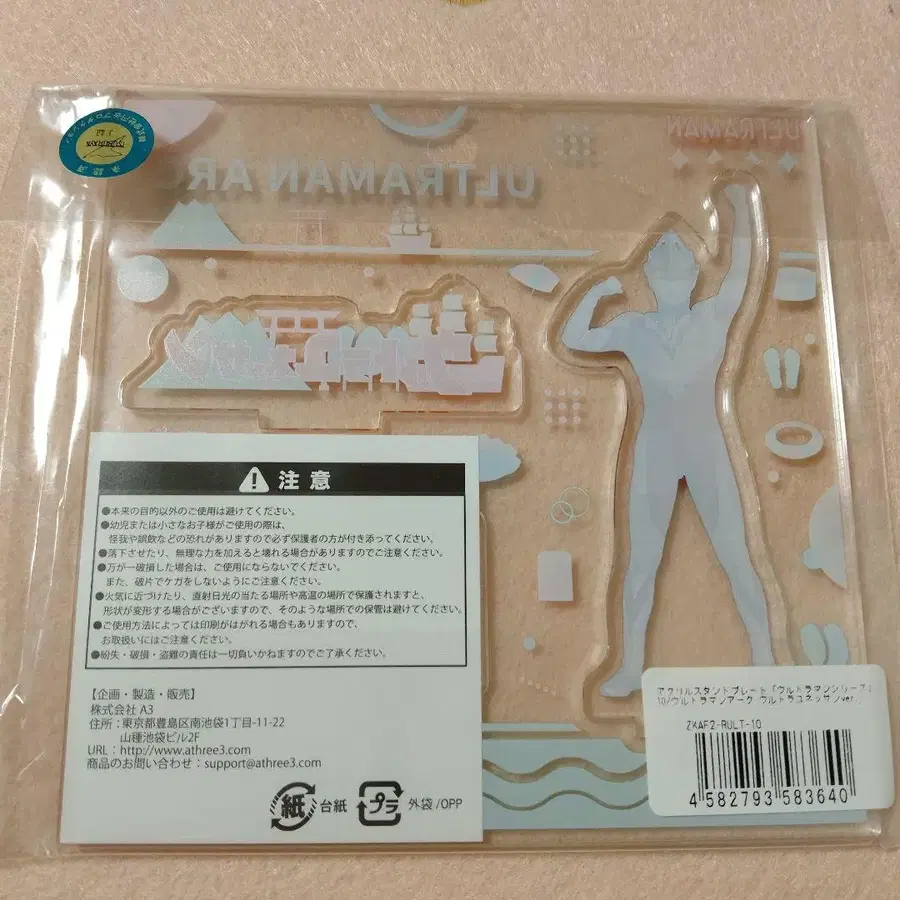 ULTRAMAN
ULTRAMAN ARC
注意
●本来の目的以外のご使用は避けてください。
●幼児または小さなお子様がご使用の際は、
怪我や誤飲などの恐れがありますので必ず保護者の方が付き添ってください。
●落下させたり、無理な力を加えると壊れる場合がありますのでご注意ください。
●万が一破損した場合は、ご使用にならないでください。
また、破片でケガをしないようにご注意ください。
●火気に近づけたり、直射日光の当たる場所や高温の場所で保護されますと、
形状が変形する場合がございますので、そのような場所での保管は避けてください。
●ご使用方法によっては印刷がはがれる場合もありますので、
お取扱いにはご注意ください。
●紛失・破損・盗難の責任は一切負いかねますのでご了承ください。
【企画・製造・販売】
株式会社 A3
住所：東京都豊島区南池袋1丁目-11-22
山種池袋ビル2F
URL：http://www.athree3.com
商品のお問い合わせ：support@athree3.com
紙 台紙 プラ 外袋/OPP
アクリルスタンドプレート「ウルトラマンシリーズ」
10/ウルトラマンアーク ウルトラユネッサンver.
ZKAF2-RULT-10
4 582793 583640